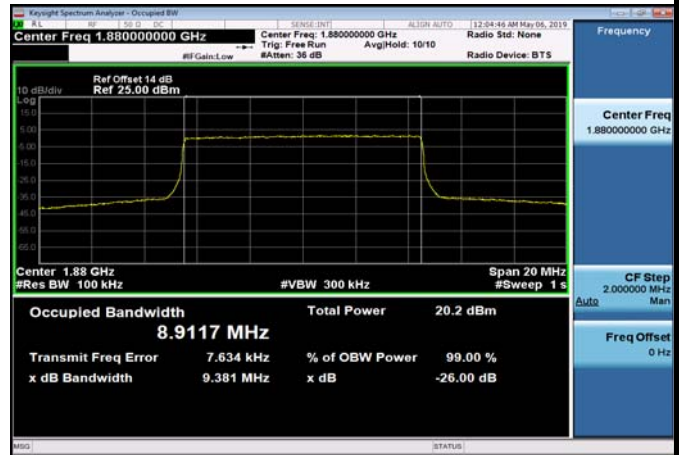 Keysight Spectrum Analyzer - Occupied BW
RL RF 50 Ω DC SENSE:INT ALIGN AUTO 12:04:46 AM May 06, 2019
Center Freq 1.880000000 GHz Center Freq: 1.880000000 GHz Radio Std: None
Trig: Free Run Avg|Hold: 10/10
#IFGain:Low #Atten: 36 dB Radio Device: BTS
Ref Offset 14 dB
10 dB/div Ref 25.00 dBm
Log
15.0
5.00
-5.00
-15.0
-25.0
-35.0
-45.0
-55.0
-65.0
Center 1.88 GHz Span 20 MHz
#Res BW 100 kHz #VBW 300 kHz #Sweep 1 s
Occupied Bandwidth Total Power 20.2 dBm
8.9117 MHz
Transmit Freq Error 7.634 kHz % of OBW Power 99.00 %
x dB Bandwidth 9.381 MHz x dB -26.00 dB
MSG STATUS
Frequency
Center Freq
1.880000000 GHz
CF Step
2.000000 MHz
Auto Man
Freq Offset
0 Hz